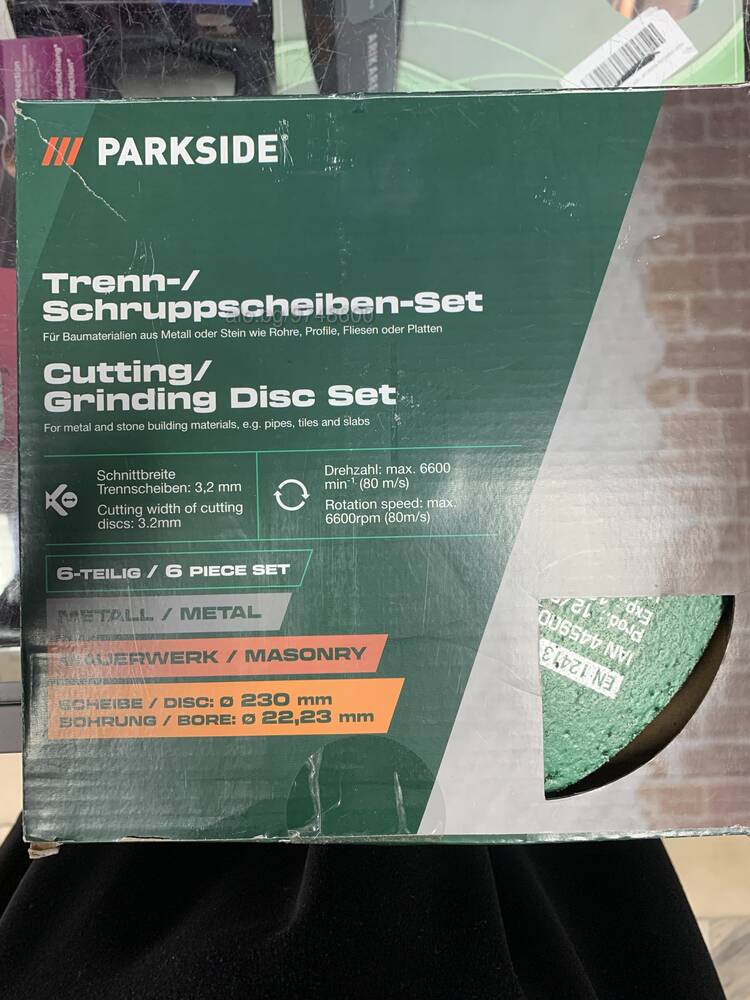 PARKSIDE®
Trenn-/
Schruppscheiben-Set
Für Baumaterialien aus Metall oder Stein wie Rohre, Profile, Fliesen oder Platten
Cutting/
Grinding Disc Set
For metal and stone building materials, e.g. pipes, tiles and slabs
Schnittbreite
Trennscheiben: 3,2 mm
Cutting width of cutting
discs: 3.2mm
Drehzahl: max. 6600
min⁻¹ (80 m/s)
Rotation speed: max.
6600rpm (80m/s)
6-TEILIG / 6 PIECE SET
METALL / METAL
MAUERWERK / MASONRY
SCHEIBE / DISC: ø 230 mm
BOHRUNG / BORE: ø 22,23 mm
EN 12413
Prod
Exp